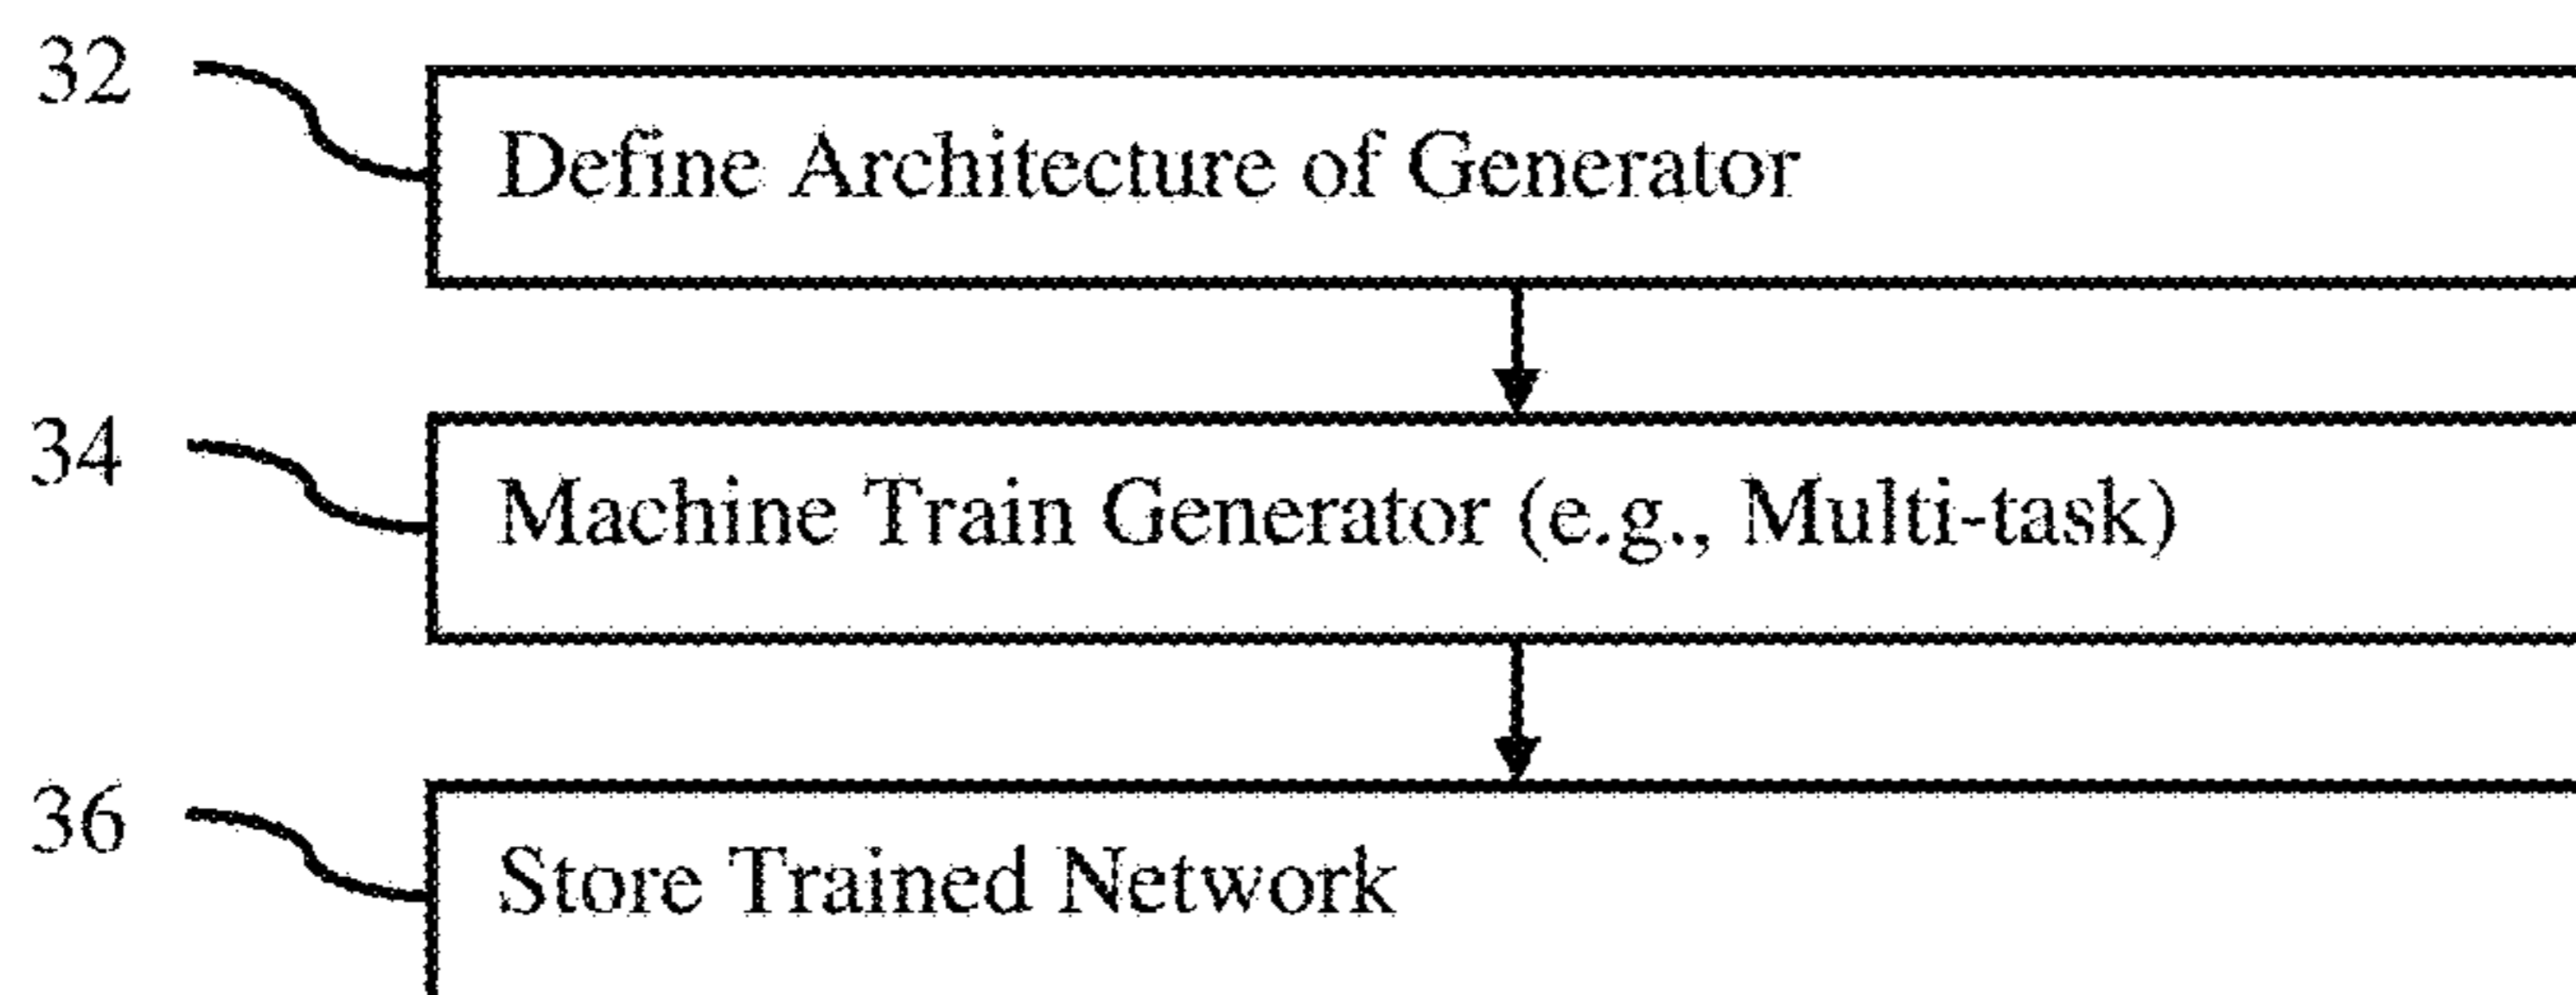 32
Define Architecture of Generator
34
Machine Train Generator (e.g., Multi-task)
36
Store Trained Network